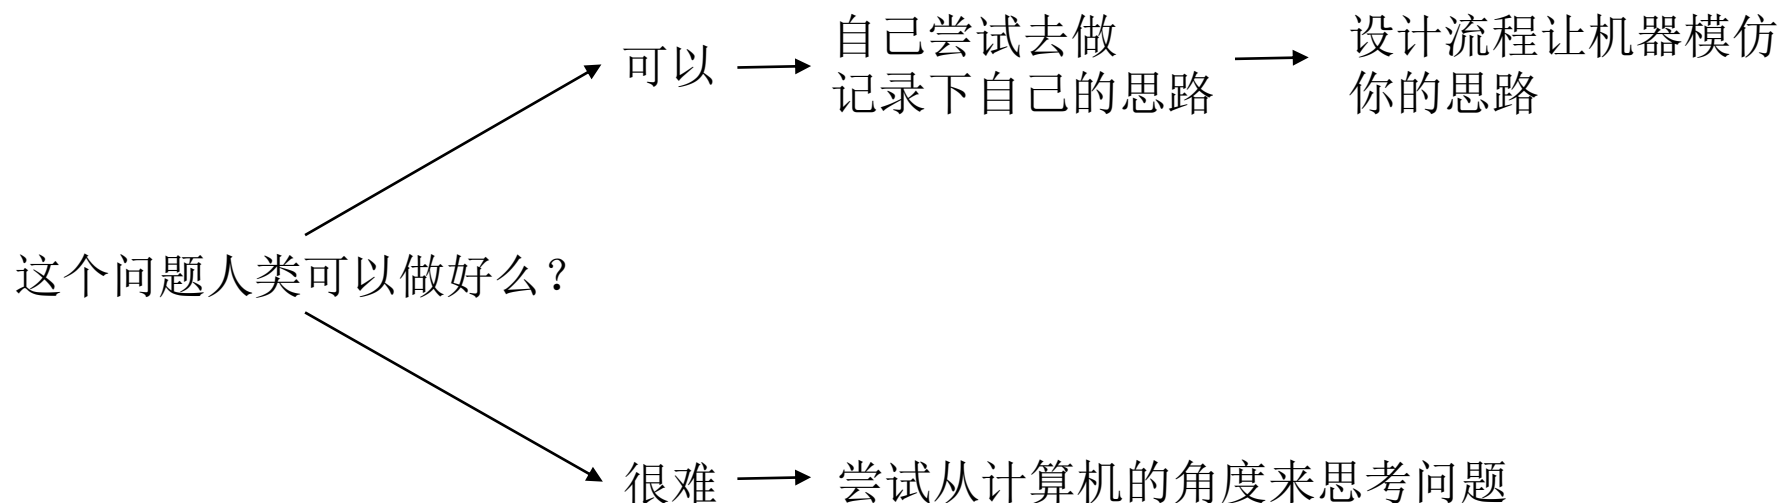 可以
自己尝试去做
记录下自己的思路
设计流程让机器模仿
你的思路
这个问题人类可以做好么？
很难
尝试从计算机的角度来思考问题